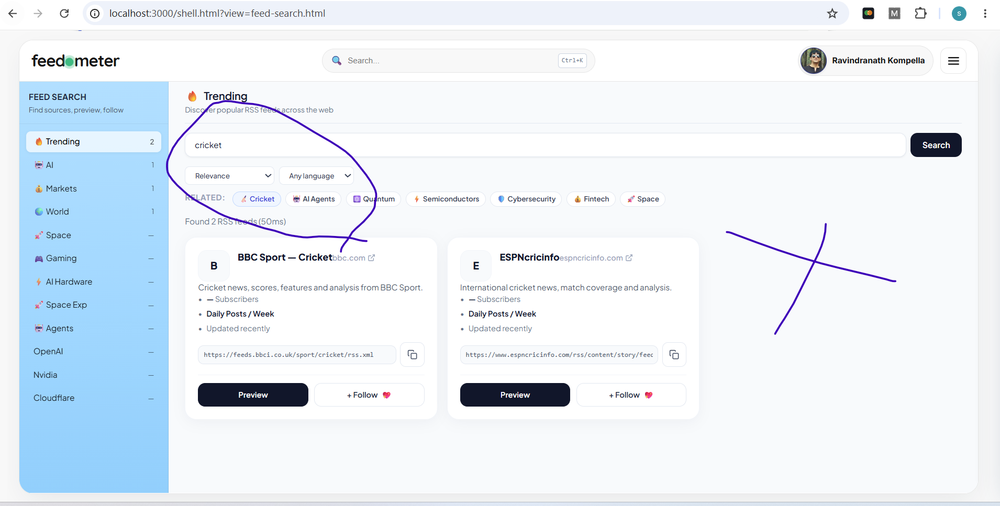 localhost:3000/shell.html?view=feed-search.html
M
s
feedometer
Search...
Ctrl+K
Ravindranath Kompella
FEED SEARCH
Find sources, preview, follow
Trending 2
AI 1
Markets 1
World 1
Space —
Gaming —
AI Hardware —
Space Exp —
Agents —
OpenAI —
Nvidia —
Cloudflare —
Trending
Discover popular RSS feeds across the web
cricket
Search
Relevance
Any language
RELATED: Cricket AI Agents Quantum Semiconductors Cybersecurity Fintech Space
Found 2 RSS feeds (50ms)
B
BBC Sport — Cricketbbc.com
Cricket news, scores, features and analysis from BBC Sport.
• — Subscribers
• Daily Posts / Week
• Updated recently
https://feeds.bbci.co.uk/sport/cricket/rss.xml
Preview
+ Follow
E
ESPNcricinfoespncricinfo.com
International cricket news, match coverage and analysis.
• — Subscribers
• Daily Posts / Week
• Updated recently
https://www.espncricinfo.com/rss/content/story/feed
Preview
+ Follow